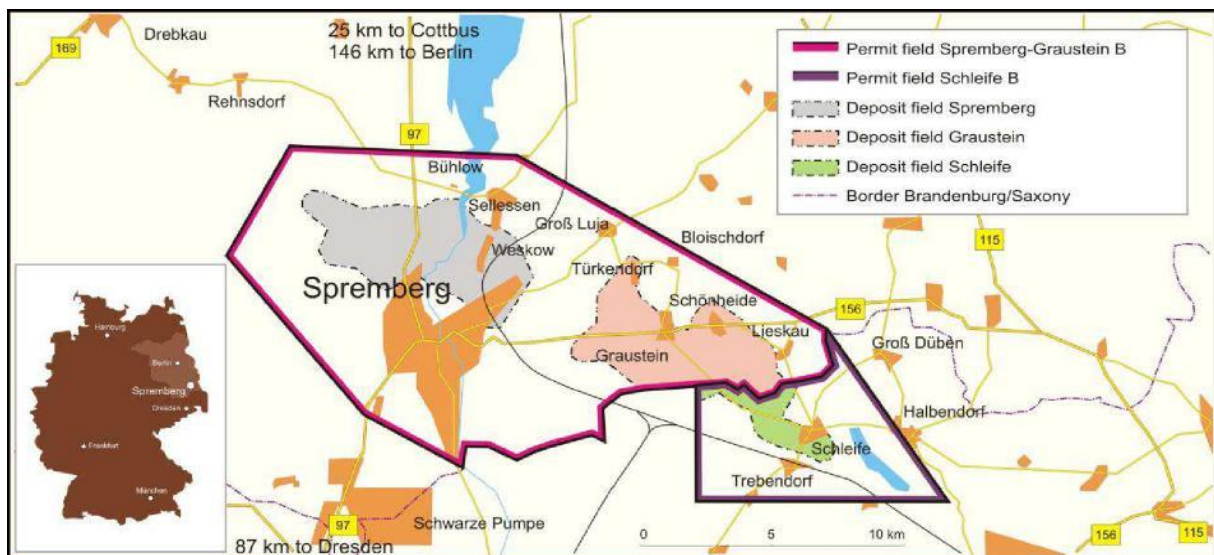 Drebkau
25 km to Cottbus
146 km to Berlin
169
Rehnsdorf
97
Bühlow
Sellessen
Groß Luja
Weskow
Bloischdorf
Türkendorf
Spremberg
Schönheide
Lieskau
156
Graustein
Groß Düben
Halbendorf
Schleife
Trebendorf
Schwarze Pumpe
97
87 km to Dresden
115
156
115
0 5 10 km
Permit field Spremberg-Graustein B
Permit field Schleife B
Deposit field Spremberg
Deposit field Graustein
Deposit field Schleife
Border Brandenburg/Saxony
Hamburg
Berlin
Spremberg
Dresden
Frankfurt
München